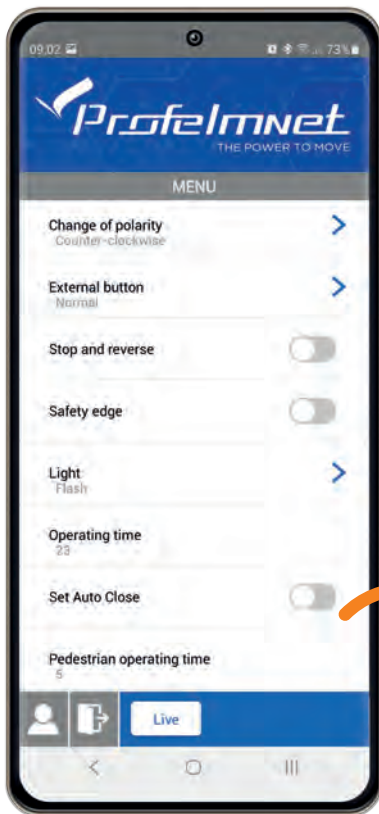 09:02 73%
Profelmnet
THE POWER TO MOVE
MENU
Change of polarity
Counter-clockwise
External button
Normal
Stop and reverse
Safety edge
Light
Flash
Operating time
23
Set Auto Close
Pedestrian operating time
5
Live